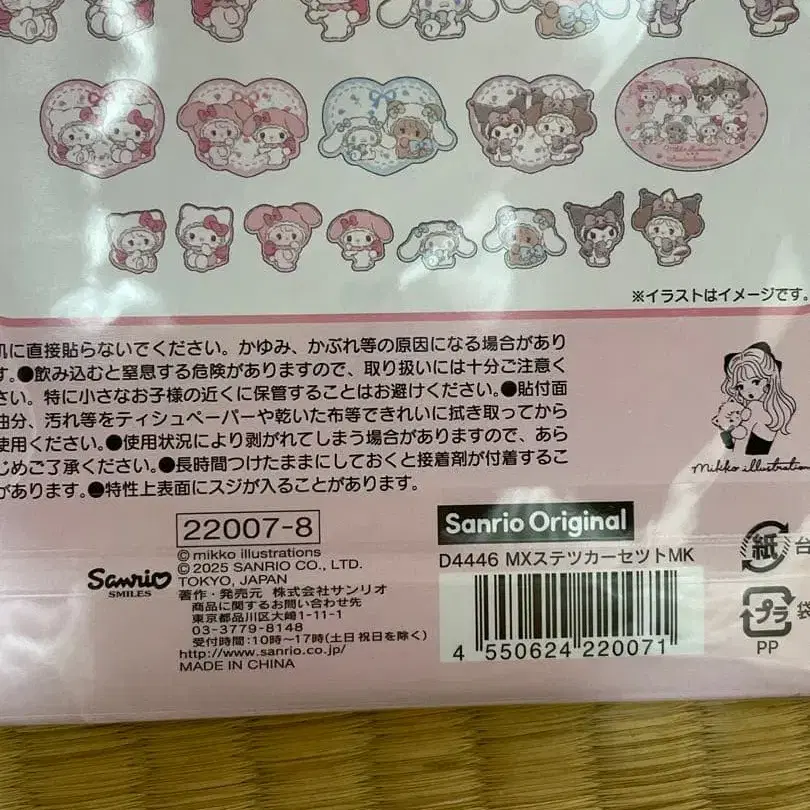 ※イラストはイメージです。
肌に直接貼らないでください。かゆみ、かぶれ等の原因になる場合があり
す。●飲み込むと窒息する危険がありますので、取り扱いには十分ご注意く
さい。特に小さなお子様の近くに保管することはお避けください。●貼付面
油分、汚れ等をティシュペーパーや乾いた布等できれいに拭き取ってから
使用ください。●使用状況により剥がれてしまう場合がありますので、あら
じめご了承ください。●長時間つけたままにしておくと接着剤が付着するこ
があります。●特性上表面にスジが入ることがあります。
mikko illustration
22007-8
© mikko illustrations
© 2025 SANRIO CO., LTD.
TOKYO, JAPAN
著作・発売元 株式会社サンリオ
商品に関するお問い合わせ先
東京都品川区大崎1-11-1
03-3779-8148
受付時間:10時〜17時(土日祝日を除く)
http://www.sanrio.co.jp/
MADE IN CHINA
Sanrio
SMILES
Sanrio Original
D4446 MXステツカーセツトMK
4 550624 220071
紙 台
プラ 袋
PP